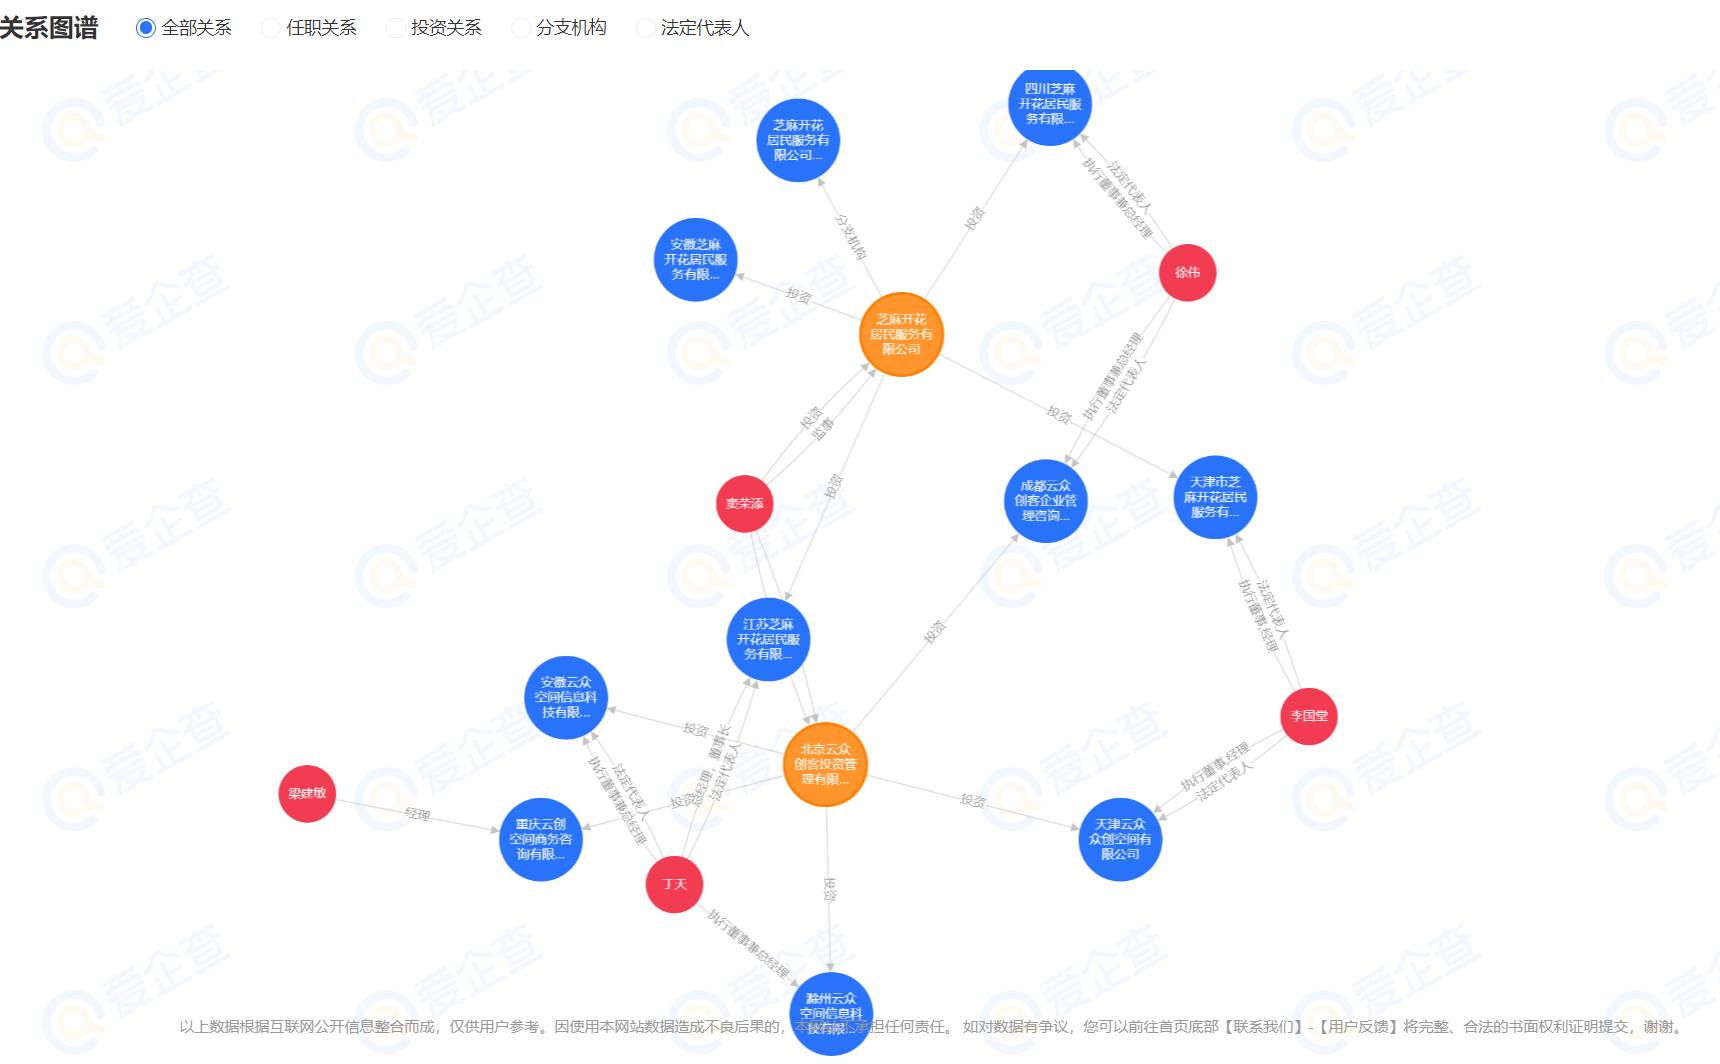 关系图谱
全部关系
任职关系
投资关系
分支机构
法定代表人
四川芝麻
开花居民服
务有限...
芝麻开花
居民服务有
限公司...
法定代表人
执行董事兼总经理
投资
分支机构
安徽芝麻
开花居民服
务有限...
徐伟
投资
芝麻开花
居民服务有
限公司
执行董事兼总经理
法定代表人
投资
投资
监事
投资
窦荣添
成都云众
创客企业管
理咨询...
天津市芝
麻开花居民
服务有...
法定代表人
执行董事,经理
江苏芝麻
开花居民服
务有限...
投资
安徽云众
空间信息科
技有限...
李国堂
投资
总经理，董事长
法定代表人
北京云众
创客投资管
理有限...
执行董事,经理
法定代表人
梁建敏
经理
法定代表人
执行董事兼总经理
投资
投资
重庆云创
空间商务咨
询有限...
天津云众
众创空间有
限公司
丁天
投资
执行董事兼总经理
滁州云众
空间信息科
技有限...
以上数据根据互联网公开信息整合而成，仅供用户参考。因使用本网站数据造成不良后果的，本网站不承担任何责任。 如对数据有争议，您可以前往首页底部【联系我们】-【用户反馈】将完整、合法的书面权利证明提交，谢谢。
爱企查